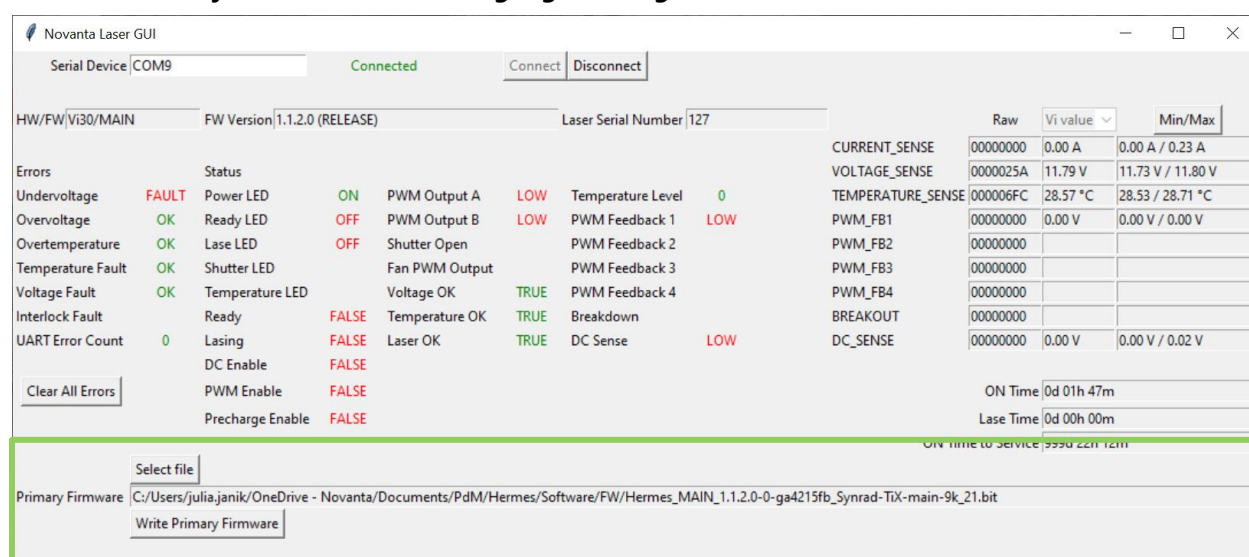 Novanta Laser GUI
Serial Device COM9 Connected Connect Disconnect
HW/FW Vi30/MAIN FW Version 1.1.2.0 (RELEASE) Laser Serial Number 127 Raw Vi value Min/Max
CURRENT_SENSE 00000000 0.00 A 0.00 A / 0.23 A
Errors Status VOLTAGE_SENSE 0000025A 11.79 V 11.73 V / 11.80 V
Undervoltage FAULT Power LED ON PWM Output A LOW Temperature Level 0 TEMPERATURE_SENSE 000006FC 28.57 °C 28.53 / 28.71 °C
Overvoltage OK Ready LED OFF PWM Output B LOW PWM Feedback 1 LOW PWM_FB1 00000000 0.00 V 0.00 V / 0.00 V
Overtemperature OK Lase LED OFF Shutter Open PWM Feedback 2 PWM_FB2 00000000
Temperature Fault OK Shutter LED Fan PWM Output PWM Feedback 3 PWM_FB3 00000000
Voltage Fault OK Temperature LED Voltage OK TRUE PWM Feedback 4 PWM_FB4 00000000
Interlock Fault Ready FALSE Temperature OK TRUE Breakdown BREAKOUT 00000000
UART Error Count 0 Lasing FALSE Laser OK TRUE DC Sense LOW DC_SENSE 00000000 0.00 V 0.00 V / 0.02 V
DC Enable FALSE
Clear All Errors PWM Enable FALSE ON Time 0d 01h 47m
Precharge Enable FALSE Lase Time 0d 00h 00m
ON Time to Service 999d 22h 12m
Select file
Primary Firmware C:/Users/julia.janik/OneDrive - Novanta/Documents/PdM/Hermes/Software/FW/Hermes_MAIN_1.1.2.0-0-ga4215fb_Synrad-TiX-main-9k_21.bit
Write Primary Firmware